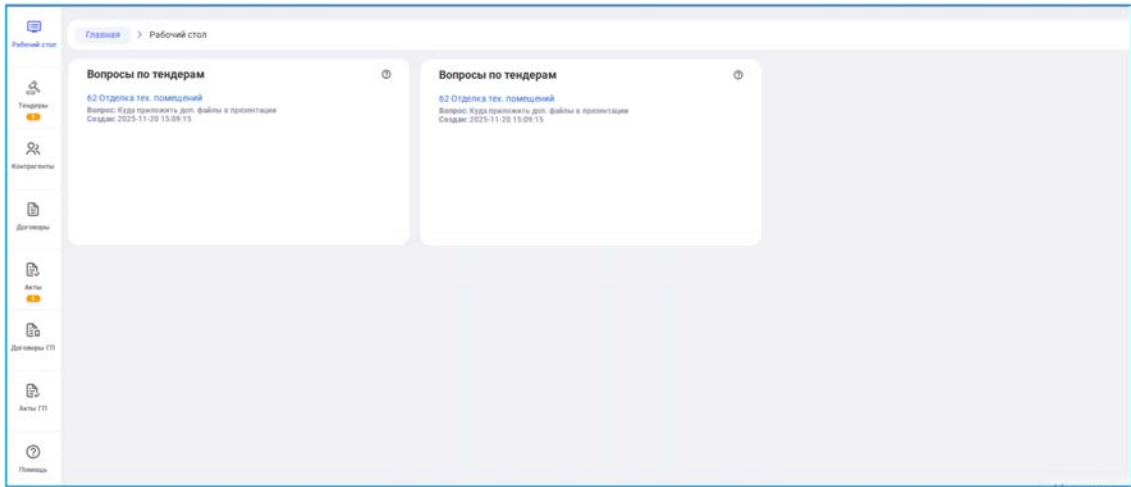 Главная > Рабочий стол
Рабочий стол
Тендеры
1
Контрагенты
Договоры
Акты
1
Договоры ГП
Акты ГП
Помощь
Вопросы по тендерам
62 Отделка тех. помещений
Вопрос: Куда приложить доп. файлы в презентации
Создан: 2025-11-20 15:09:15
Вопросы по тендерам
62 Отделка тех. помещений
Вопрос: Куда приложить доп. файлы в презентации
Создан: 2025-11-20 15:09:15